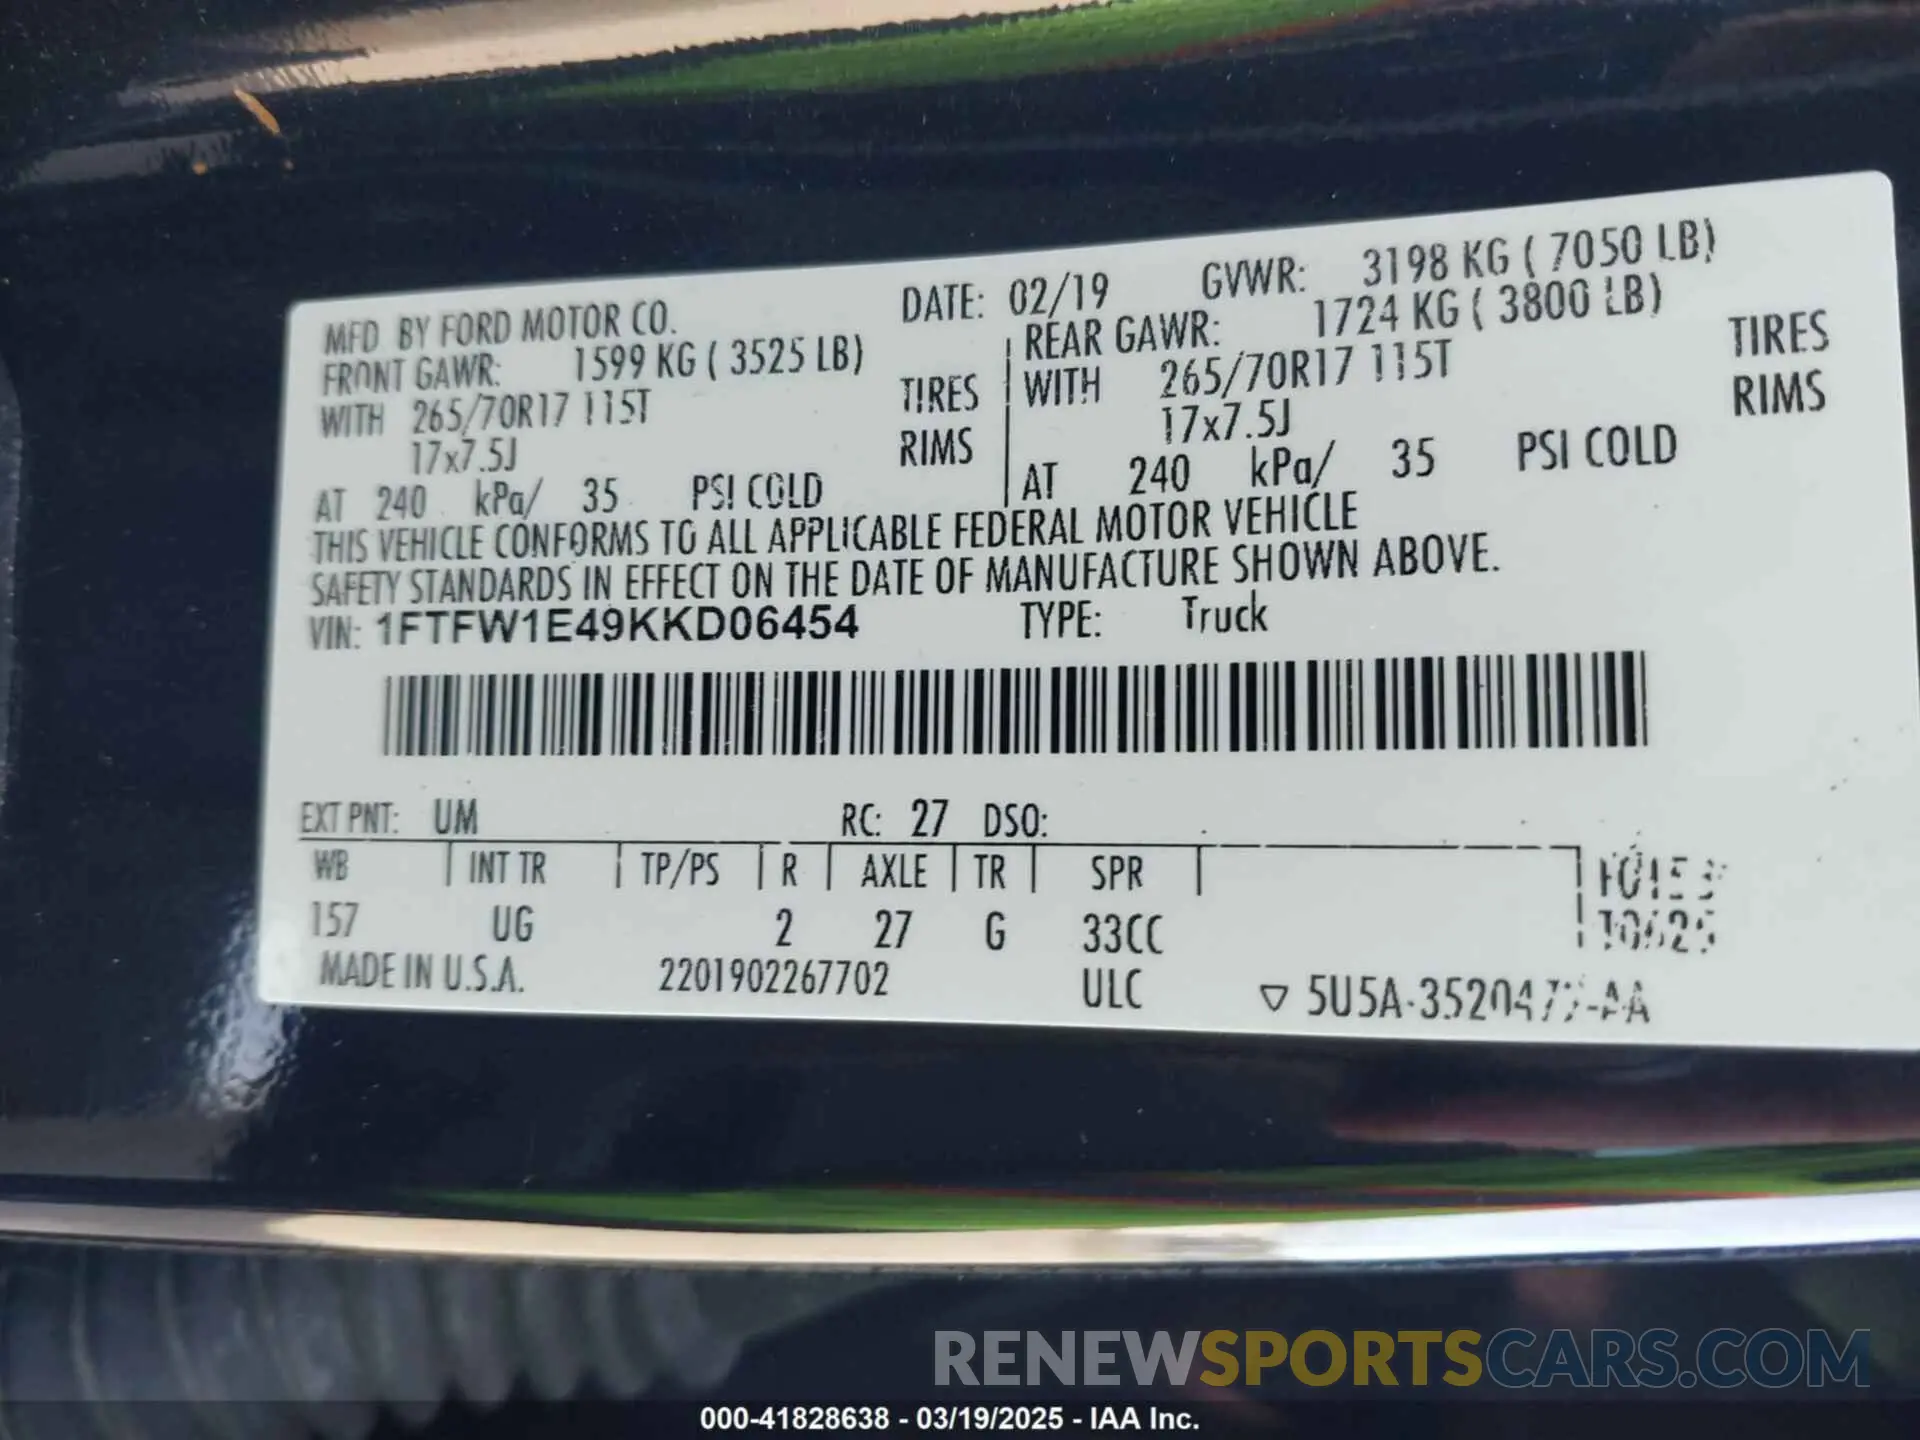 MFD BY FORD MOTOR CO. DATE: 02/19 GVWR: 3198 KG ( 7050 LB)
FRONT GAWR: 1599 KG ( 3525 LB) REAR GAWR: 1724 KG ( 3800 LB)
WITH 265/70R17 115T TIRES WITH 265/70R17 115T TIRES
17x7.5J RIMS 17x7.5J RIMS
AT 240 kPa/ 35 PSI COLD AT 240 kPa/ 35 PSI COLD
THIS VEHICLE CONFORMS TO ALL APPLICABLE FEDERAL MOTOR VEHICLE
SAFETY STANDARDS IN EFFECT ON THE DATE OF MANUFACTURE SHOWN ABOVE.
VIN: 1FTFW1E49KKD06454 TYPE: Truck
EXT PNT: UM RC: 27 DSO:
WB INT TR TP/PS R AXLE TR SPR
157 UG 2 27 G 33CC
MADE IN U.S.A. 2201902267702 ULC
RENEWSPORTSCARS.COM
000-41828638 - 03/19/2025 - IAA Inc.